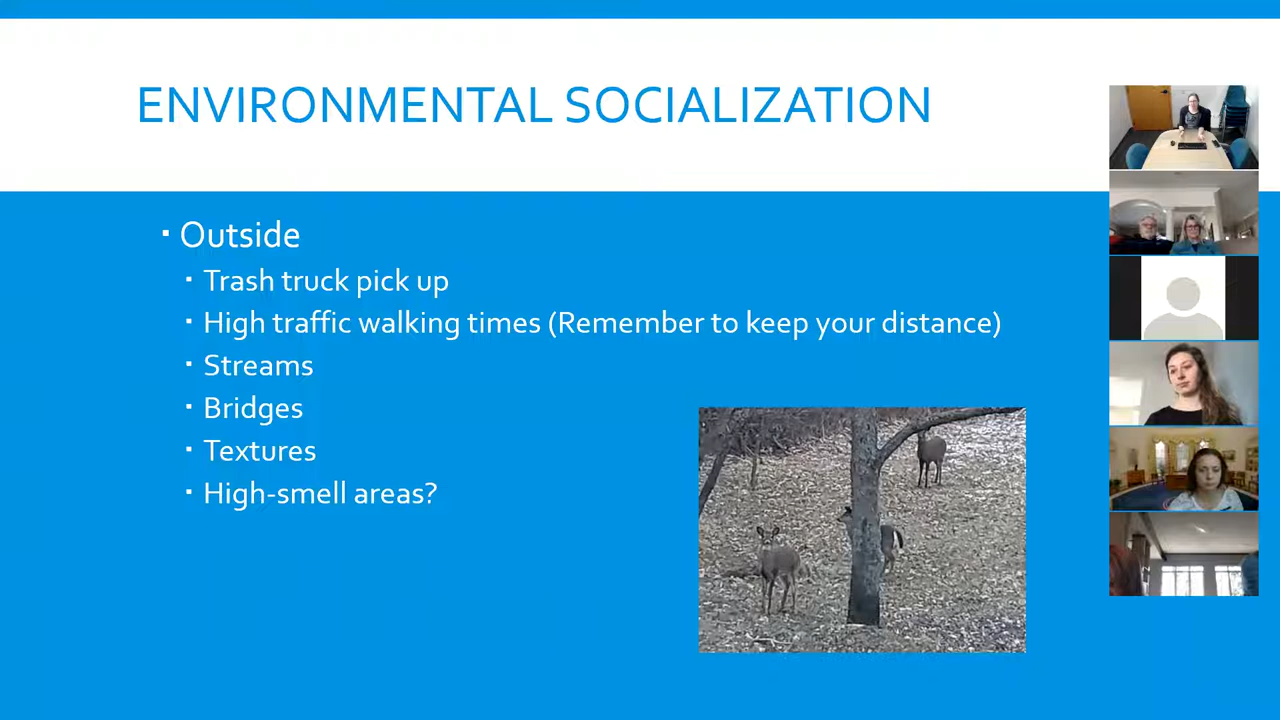 ENVIRONMENTAL SOCIALIZATION
Outside
Trash truck pick up
High traffic walking times (Remember to keep your distance)
Streams
Bridges
Textures
High-smell areas?